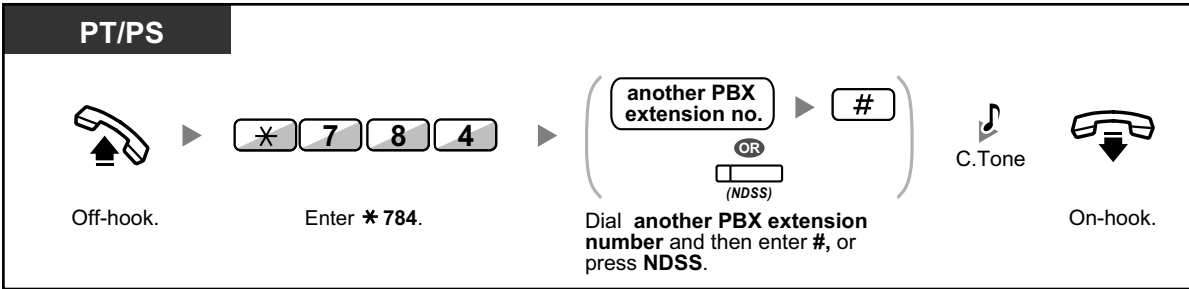 PT/PS
another PBX
extension no.
#
OR
(NDSS)
* 7 8 4
C.Tone
Off-hook.
Enter * 784.
Dial another PBX extension
number and then enter #, or
press NDSS.
On-hook.